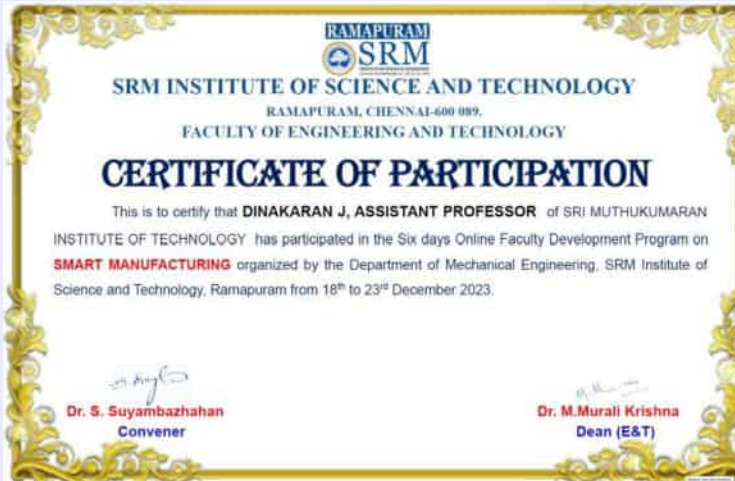 RAMAPURAM
SRM
SRM INSTITUTE OF SCIENCE AND TECHNOLOGY
RAMAPURAM, CHENNAI-600 089.
FACULTY OF ENGINEERING AND TECHNOLOGY
CERTIFICATE OF PARTICIPATION
This is to certify that DINAKARAN J, ASSISTANT PROFESSOR of SRI MUTHUKUMARAN
INSTITUTE OF TECHNOLOGY has participated in the Six days Online Faculty Development Program on
SMART MANUFACTURING organized by the Department of Mechanical Engineering, SRM Institute of
Science and Technology, Ramapuram from 18th to 23rd December 2023.
Dr. S. Suyambazhahan
Convener
Dr. M.Murali Krishna
Dean (E&T)